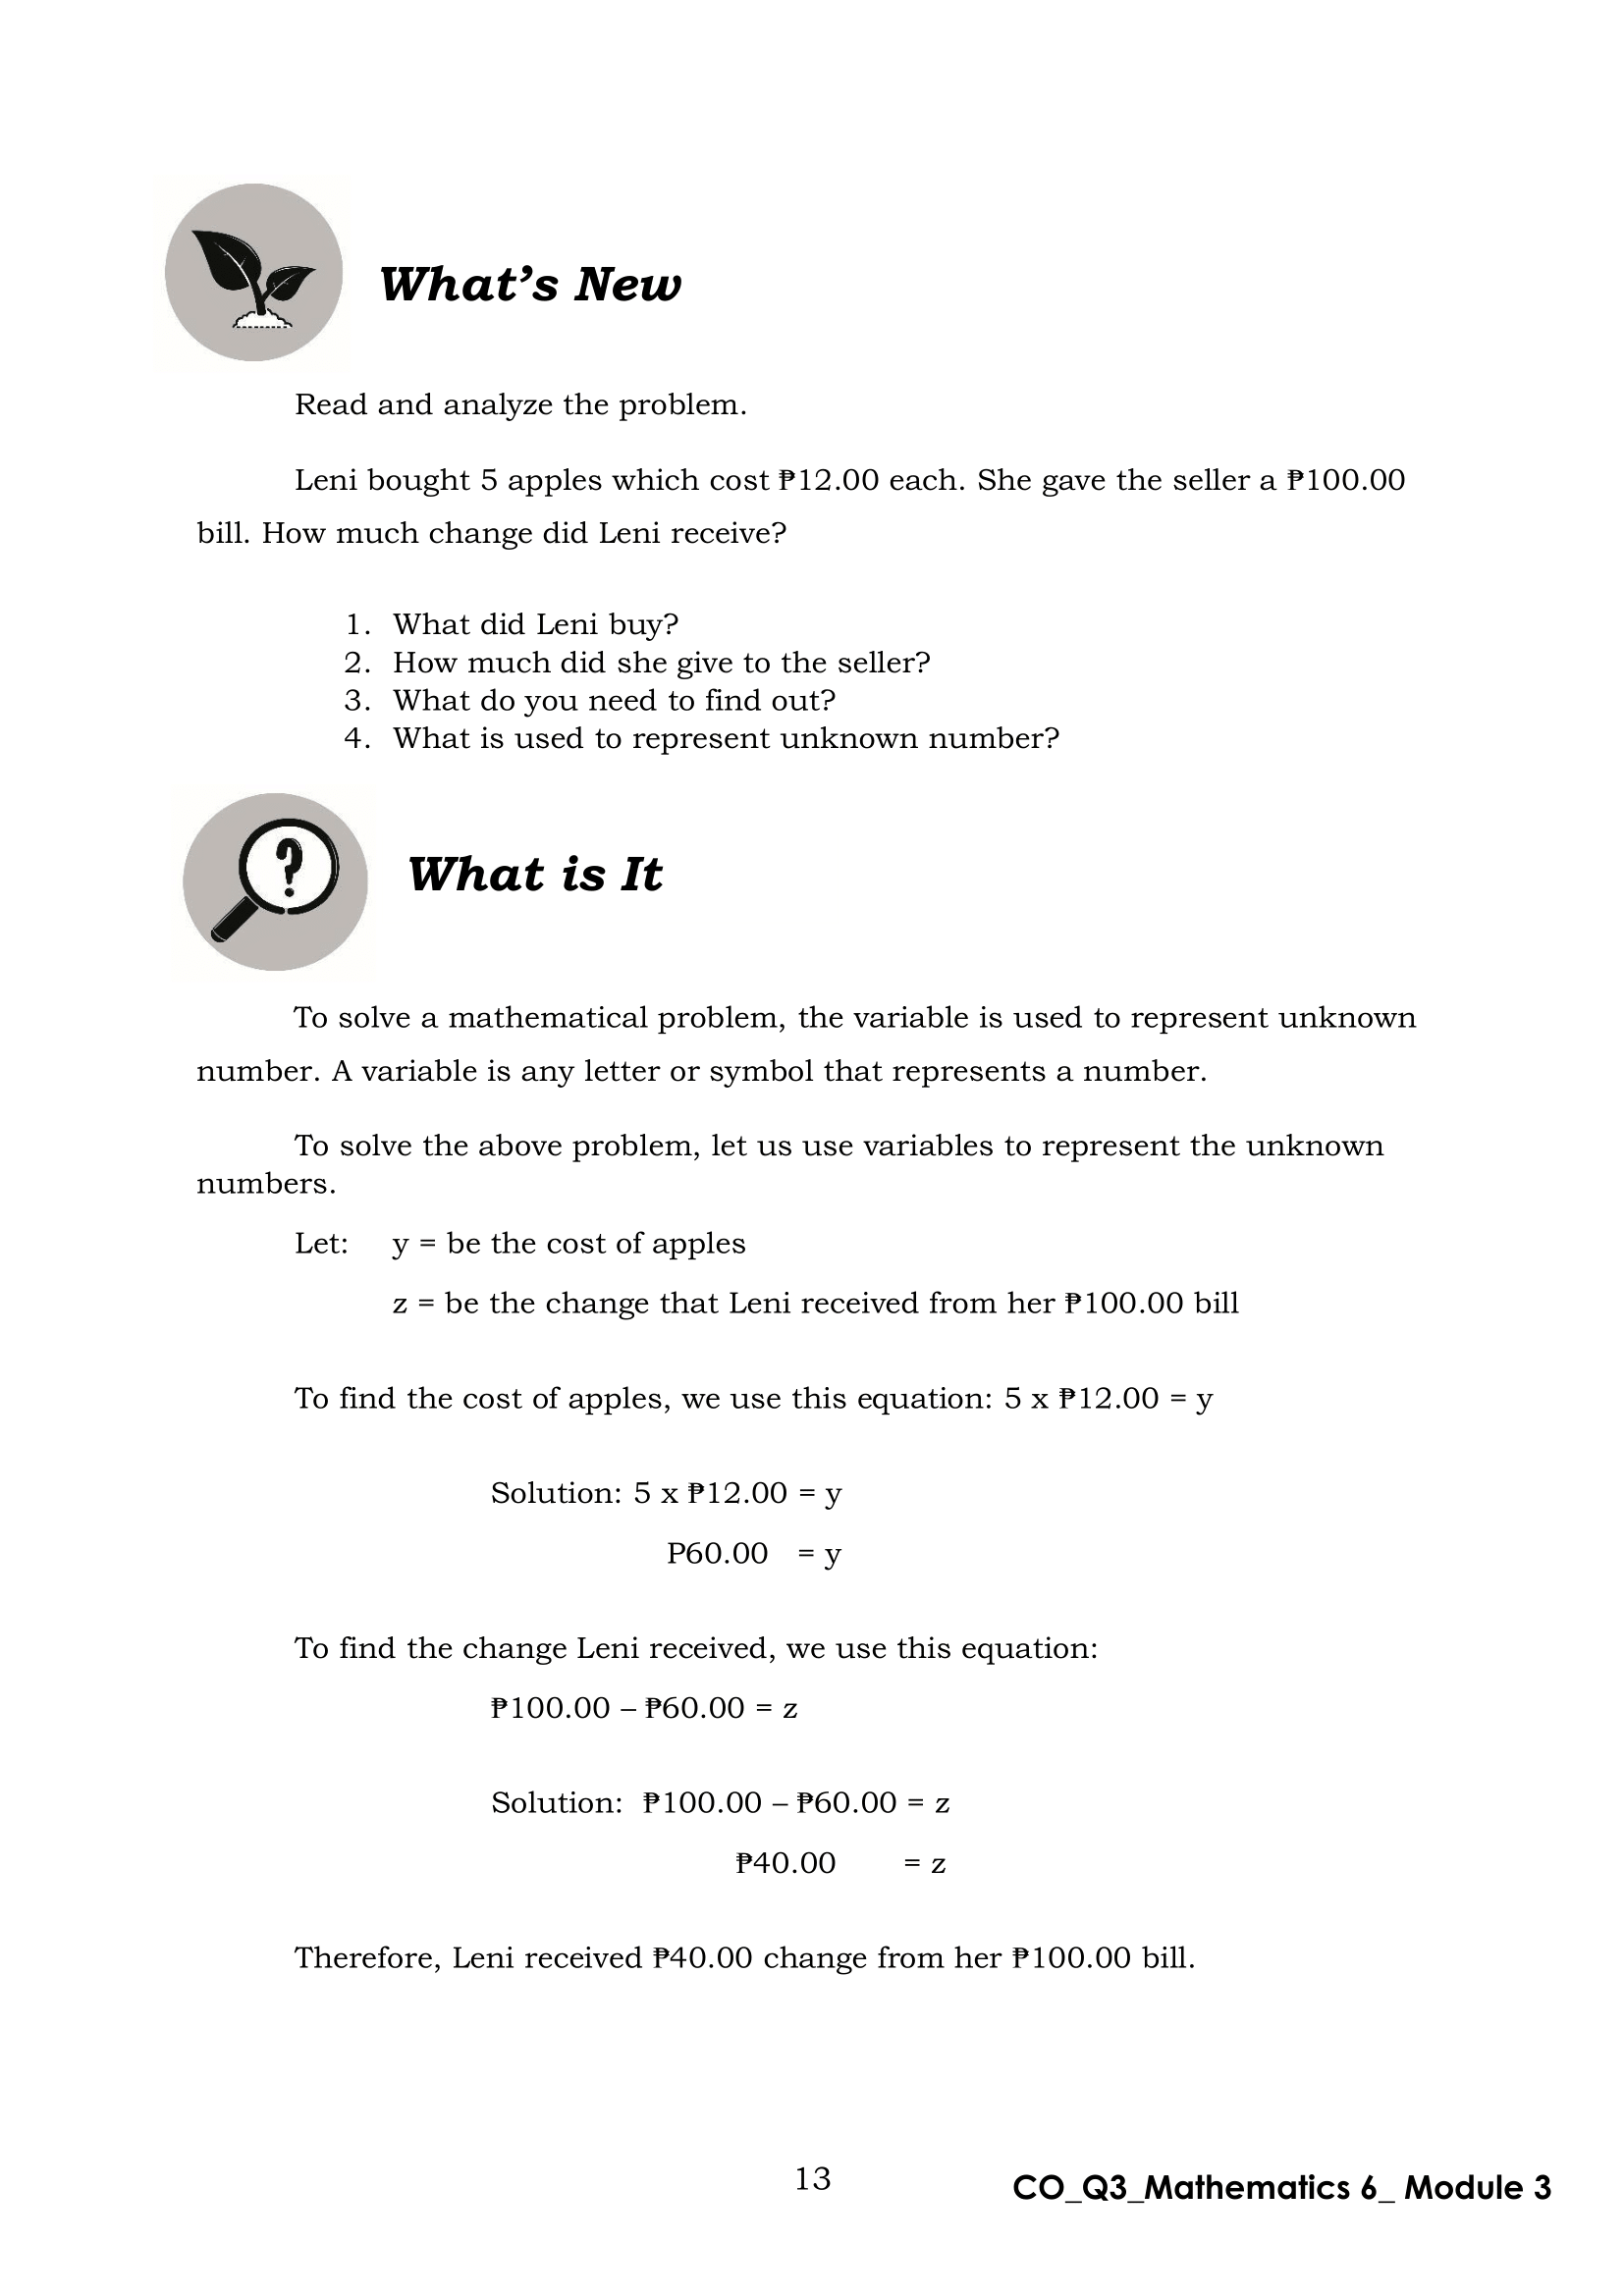 What's New
Read and analyze the problem.
Leni bought 5 apples which cost ₱12.00 each. She gave the seller a ₱100.00
bill. How much change did Leni receive?
1. What did Leni buy?
2. How much did she give to the seller?
3. What do you need to find out?
4. What is used to represent unknown number?
?
What is It
To solve a mathematical problem, the variable is used to represent unknown
number. A variable is any letter or symbol that represents a number.
To solve the above problem, let us use variables to represent the unknown
numbers.
Let: y = be the cost of apples
z = be the change that Leni received from her ₱100.00 bill
To find the cost of apples, we use this equation: 5 x ₱12.00 = y
Solution: 5 x ₱12.00 = y
P60.00 = y
To find the change Leni received, we use this equation:
₱100.00 – ₱60.00 = z
Solution: ₱100.00 – ₱60.00 = z
₱40.00 = z
Therefore, Leni received ₱40.00 change from her ₱100.00 bill.
13
CO_Q3_Mathematics 6_ Module 3